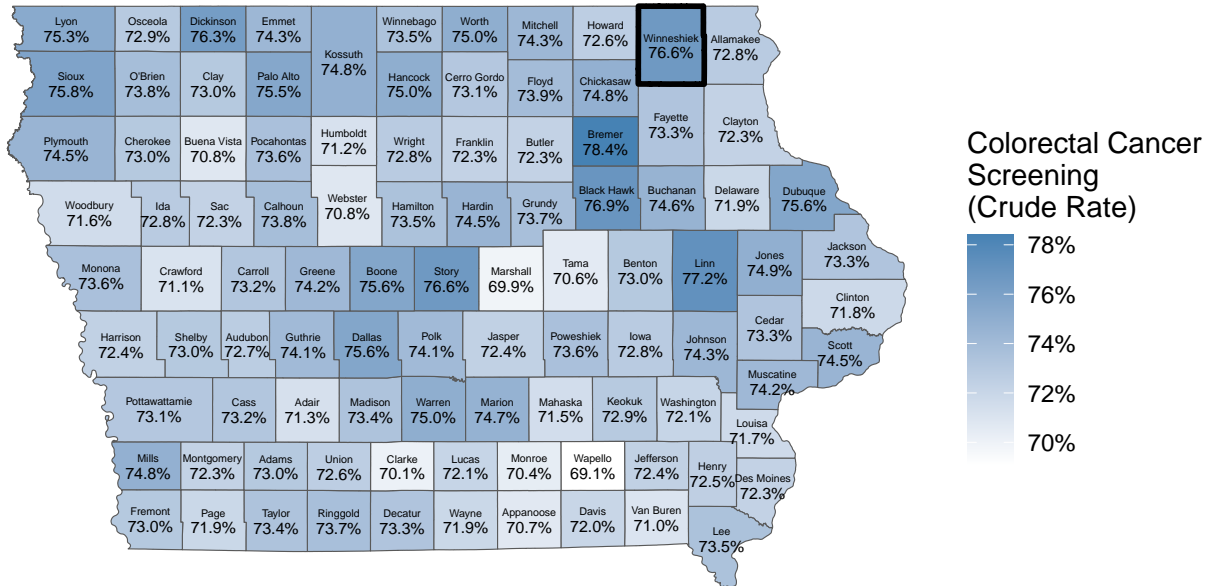 Lyon
75.3%
Osceola
72.9%
Dickinson
76.3%
Emmet
74.3%
Kossuth
74.8%
Winnebago
73.5%
Worth
75.0%
Mitchell
74.3%
Howard
72.6%
Winneshiek
76.6%
Allamakee
72.8%
Sioux
75.8%
O'Brien
73.8%
Clay
73.0%
Palo Alto
75.5%
Hancock
75.0%
Cerro Gordo
73.1%
Floyd
73.9%
Chickasaw
74.8%
Fayette
73.3%
Clayton
72.3%
Plymouth
74.5%
Cherokee
73.0%
Buena Vista
70.8%
Pocahontas
73.6%
Humboldt
71.2%
Wright
72.8%
Franklin
72.3%
Butler
72.3%
Bremer
78.4%
Woodbury
71.6%
Ida
72.8%
Sac
72.3%
Calhoun
73.8%
Webster
70.8%
Hamilton
73.5%
Hardin
74.5%
Grundy
73.7%
Black Hawk
76.9%
Buchanan
74.6%
Delaware
71.9%
Dubuque
75.6%
Monona
73.6%
Crawford
71.1%
Carroll
73.2%
Greene
74.2%
Boone
75.6%
Story
76.6%
Marshall
69.9%
Tama
70.6%
Benton
73.0%
Linn
77.2%
Jones
74.9%
Jackson
73.3%
Clinton
71.8%
Harrison
72.4%
Shelby
73.0%
Audubon
72.7%
Guthrie
74.1%
Dallas
75.6%
Polk
74.1%
Jasper
72.4%
Poweshiek
73.6%
Iowa
72.8%
Johnson
74.3%
Cedar
73.3%
Scott
74.5%
Muscatine
74.2%
Pottawattamie
73.1%
Cass
73.2%
Adair
71.3%
Madison
73.4%
Warren
75.0%
Marion
74.7%
Mahaska
71.5%
Keokuk
72.9%
Washington
72.1%
Louisa
71.7%
Mills
74.8%
Montgomery
72.3%
Adams
73.0%
Union
72.6%
Clarke
70.1%
Lucas
72.1%
Monroe
70.4%
Wapello
69.1%
Jefferson
72.4%
Henry
72.5%
Des Moines
72.3%
Fremont
73.0%
Page
71.9%
Taylor
73.4%
Ringgold
73.7%
Decatur
73.3%
Wayne
71.9%
Appanoose
70.7%
Davis
72.0%
Van Buren
71.0%
Lee
73.5%
Colorectal Cancer
Screening
(Crude Rate)
78%
76%
74%
72%
70%